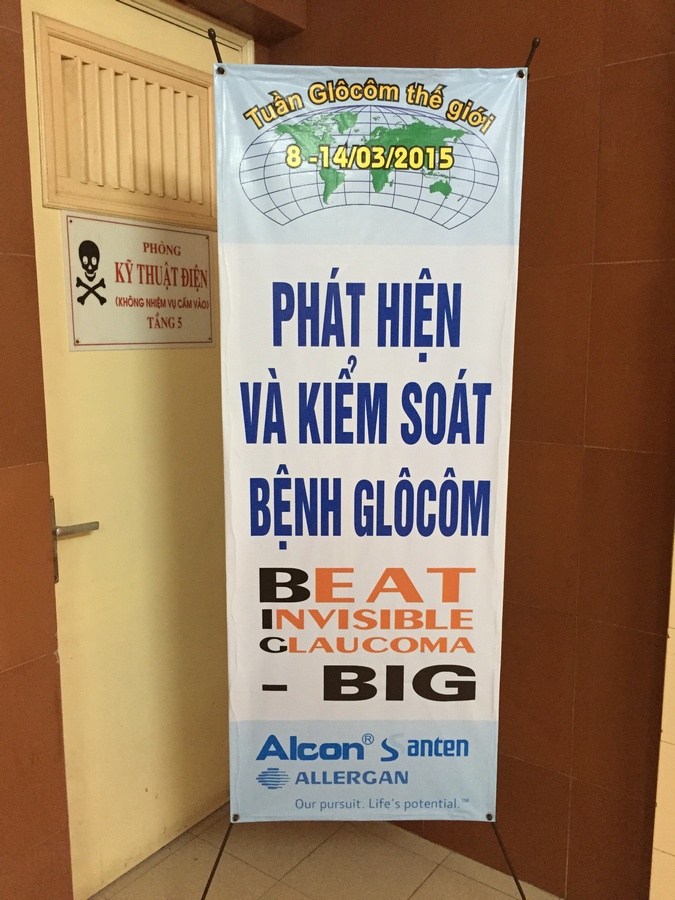 Tuần Glôcôm thế giới
8 -14/03/2015
PHÒNG
KỸ THUẬT ĐIỆN
(KHÔNG NHIỆM VỤ CẤM VÀO)
TẦNG 5
PHÁT HIỆN
VÀ KIỂM SOÁT
BỆNH GLÔCÔM
BEAT
INVISIBLE
GLAUCOMA
- BIG
Alcon® Santen
ALLERGAN
Our pursuit. Life's potential.™